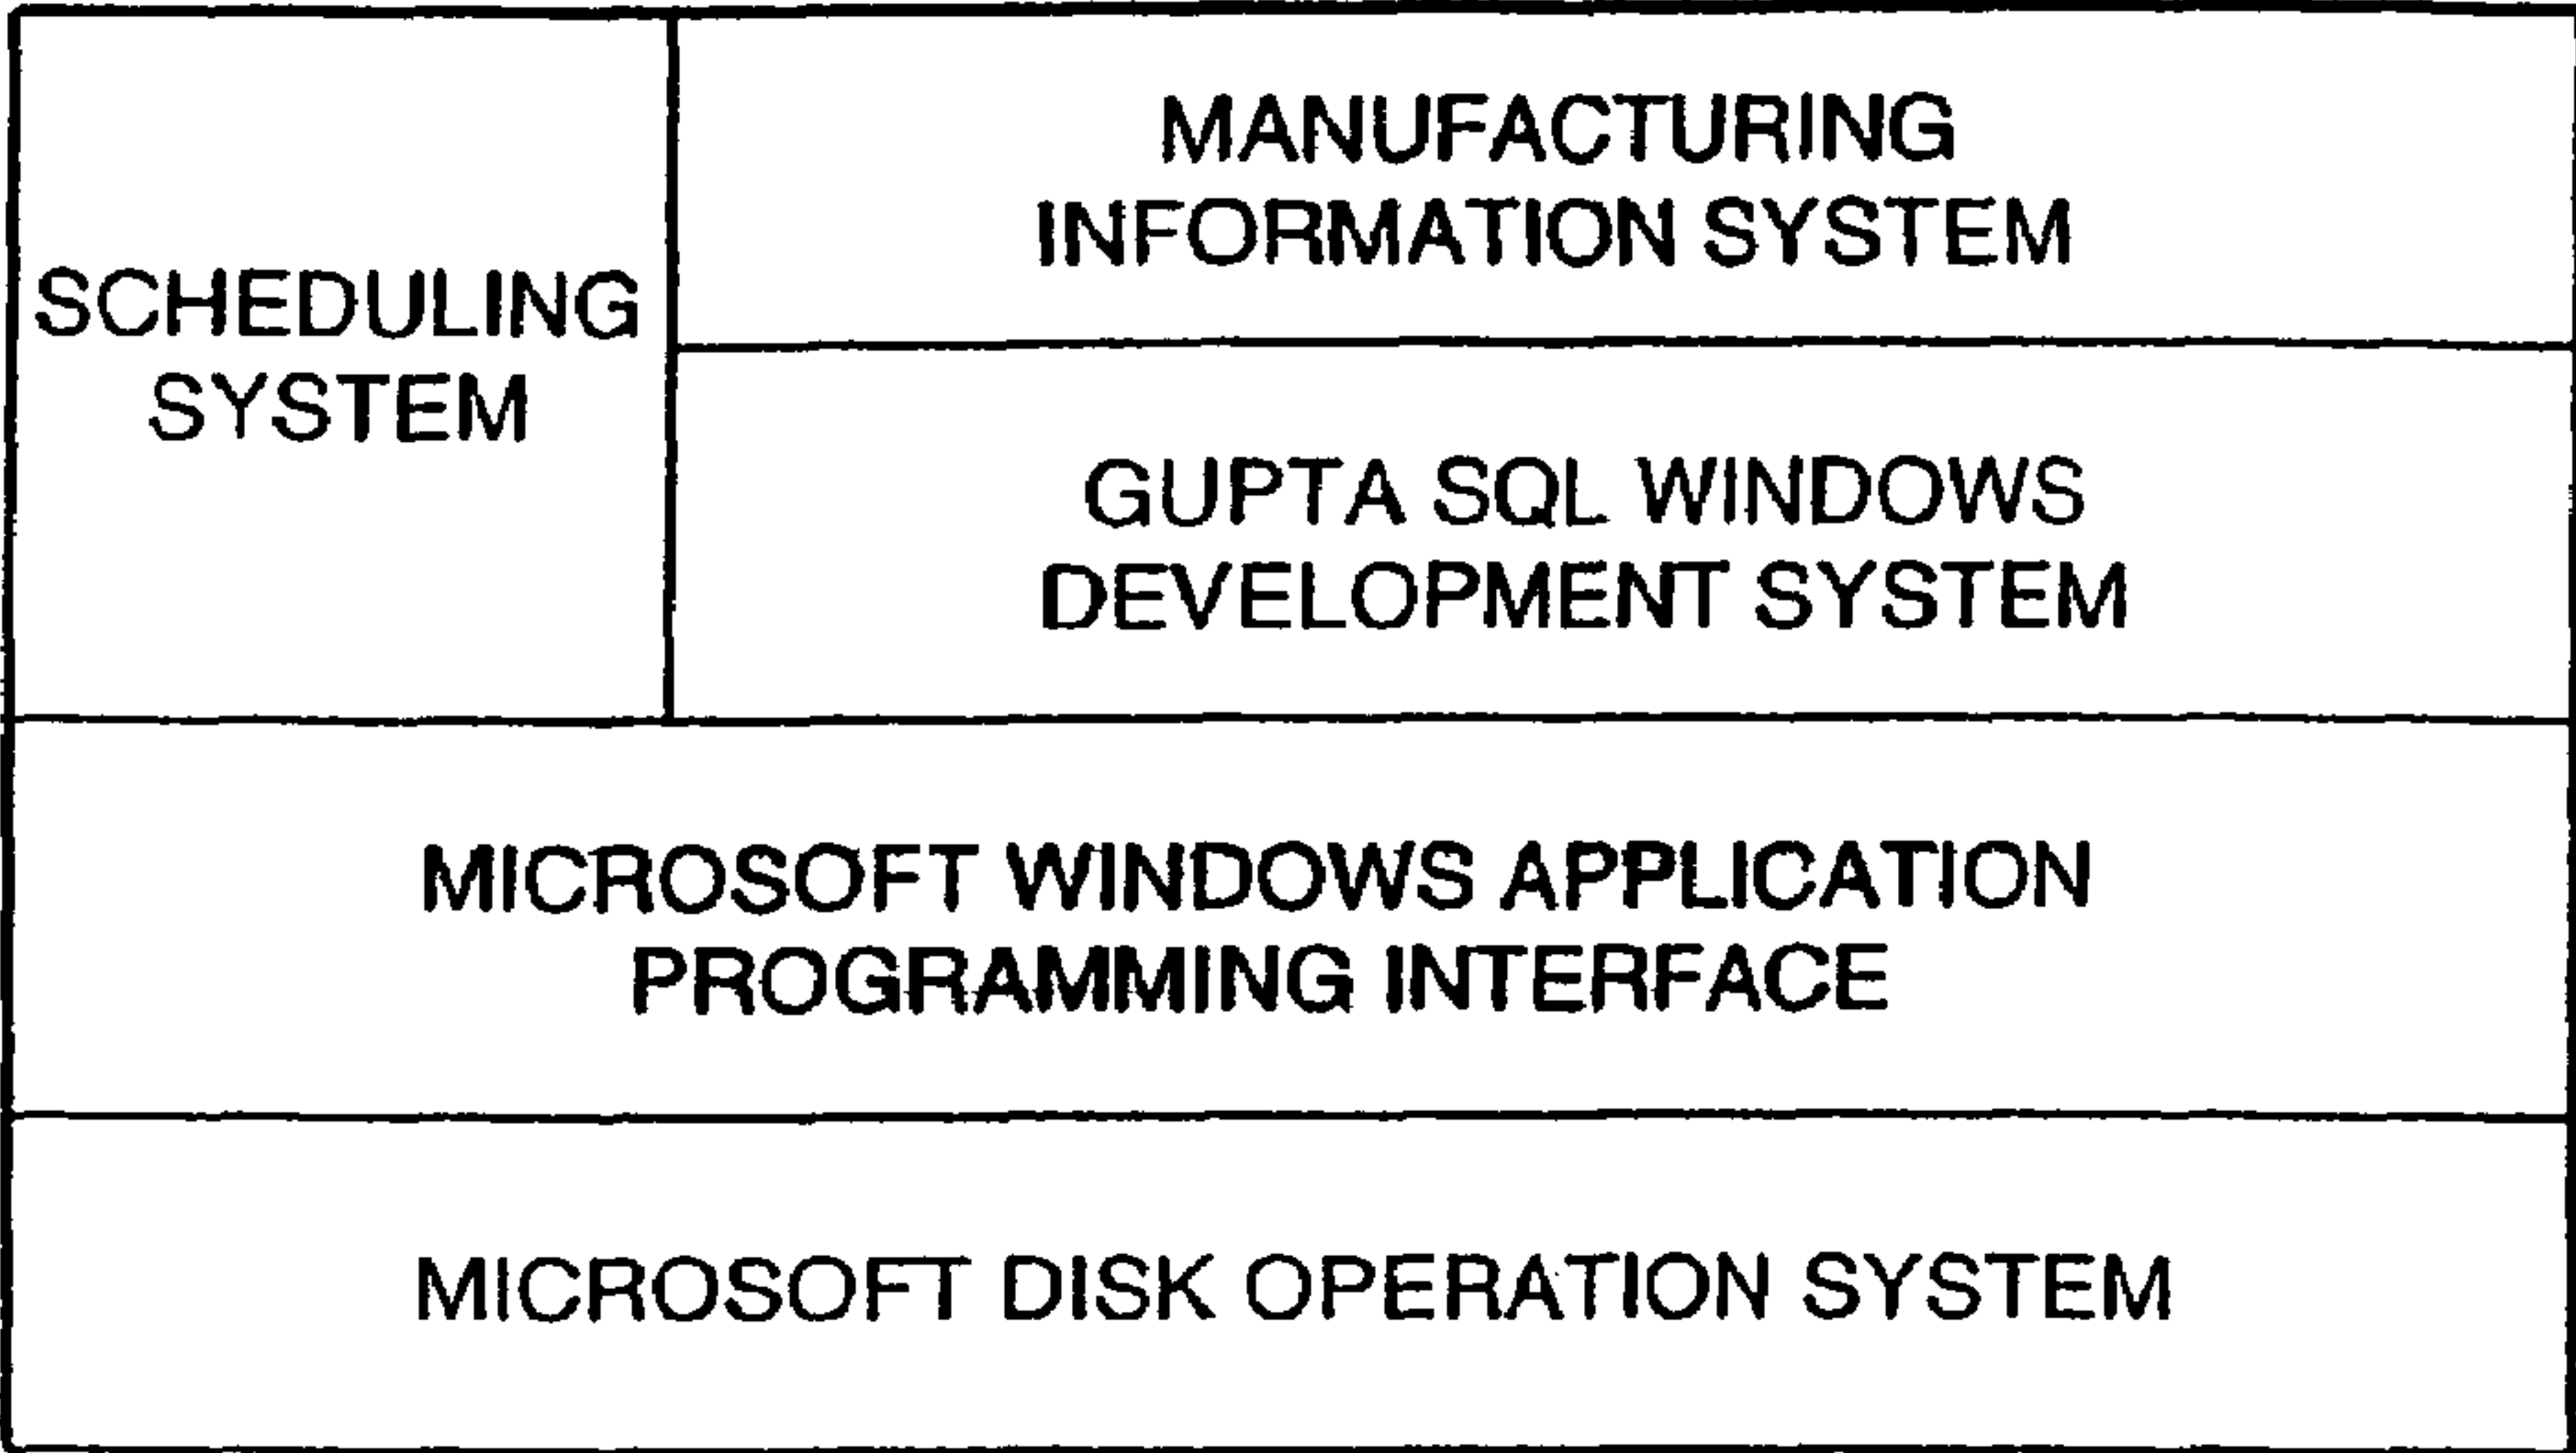 SCHEDULING
SYSTEM
MANUFACTURING
INFORMATION SYSTEM
GUPTA SQL WINDOWS
DEVELOPMENT SYSTEM
MICROSOFT WINDOWS APPLICATION
PROGRAMMING INTERFACE
MICROSOFT DISK OPERATION SYSTEM